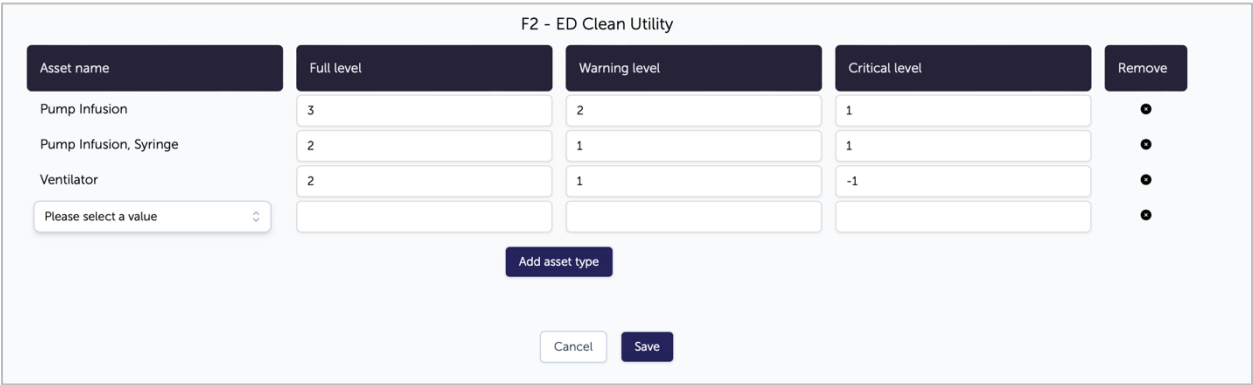 F2 - ED Clean Utility
Asset name Full level Warning level Critical level Remove
Pump Infusion 3 2 1
Pump Infusion, Syringe 2 1 1
Ventilator 2 1 -1
Please select a value
Add asset type
Cancel Save